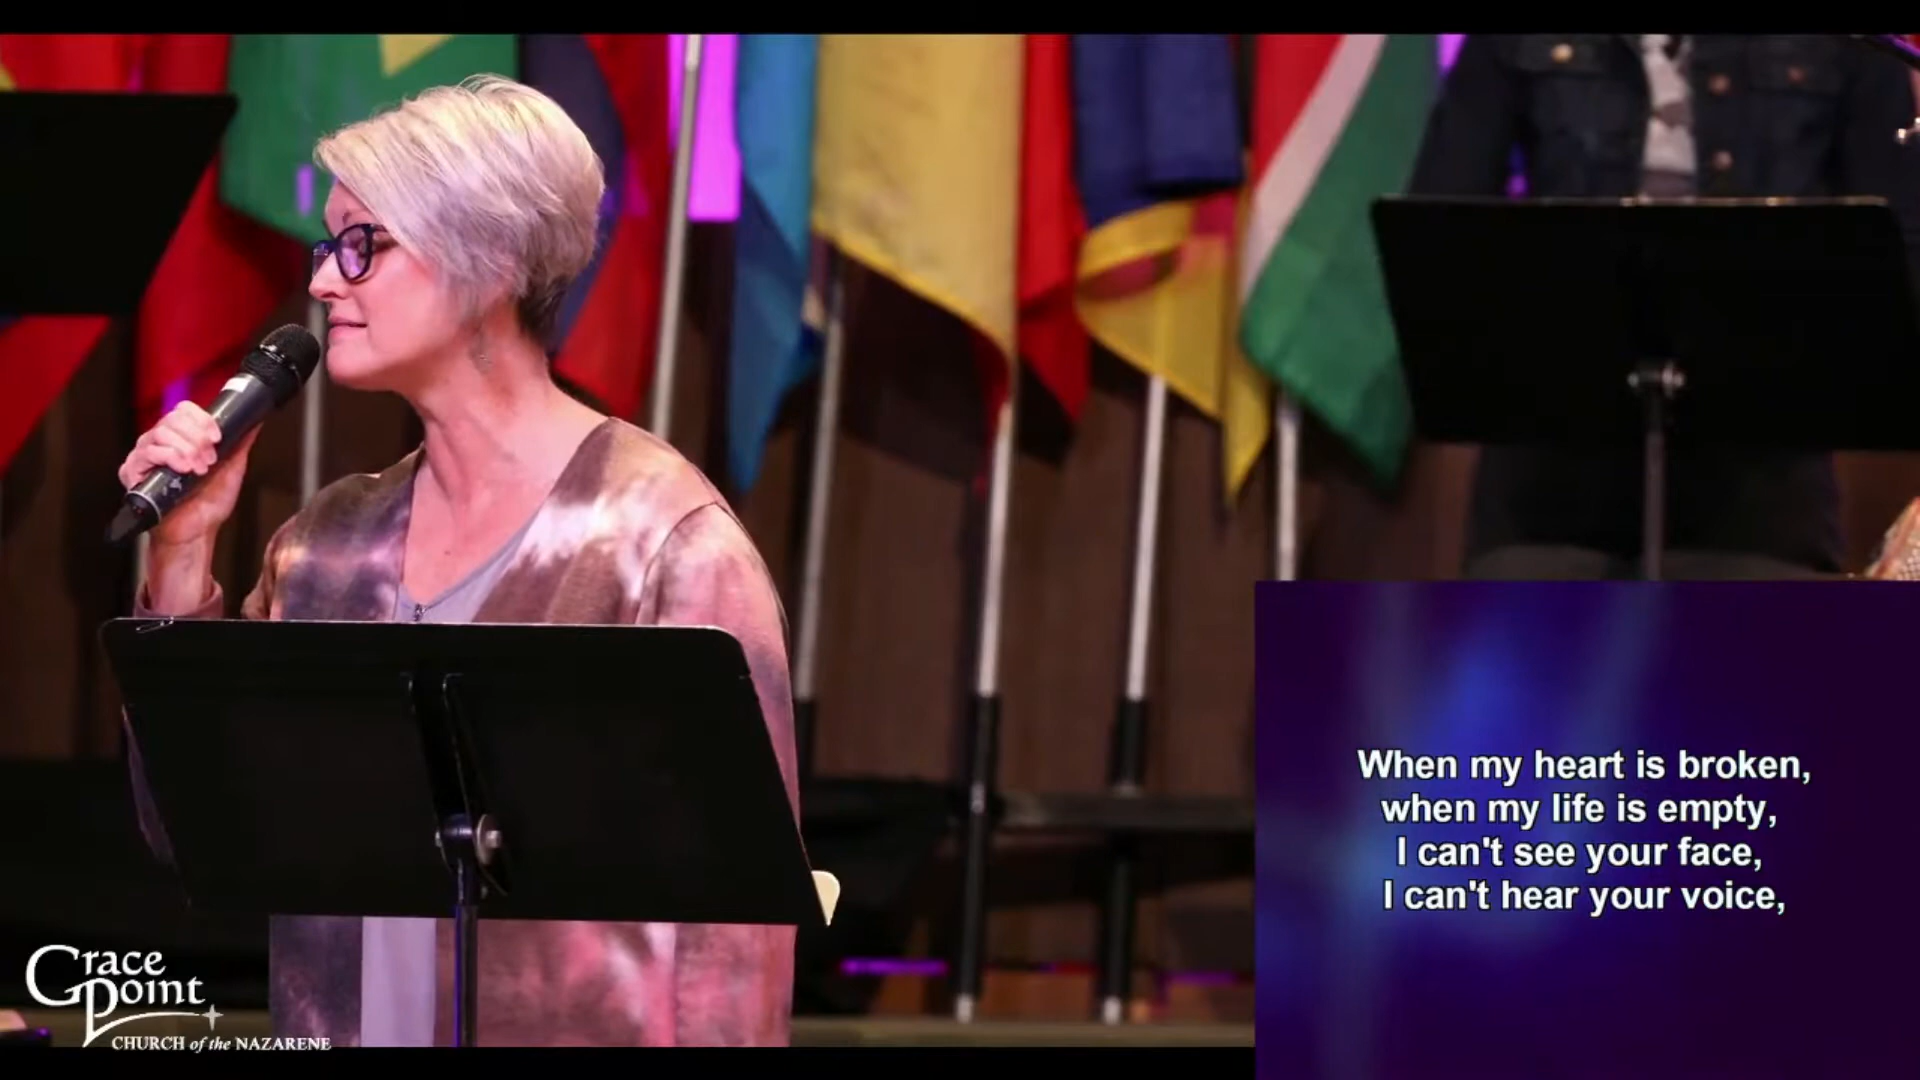 When my heart is broken,
when my life is empty,
I can't see your face,
I can't hear your voice,
Grace
Point
CHURCH of the NAZARENE